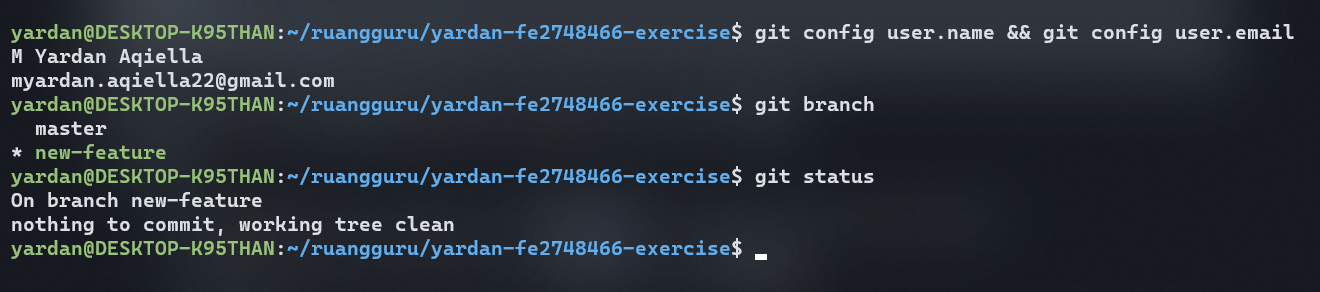 yardan@DESKTOP-K95THAN:~/ruangguru/yardan-fe2748466-exercise$ git config user.name && git config user.email
M Yardan Aqiella
myardan.aqiella22@gmail.com
yardan@DESKTOP-K95THAN:~/ruangguru/yardan-fe2748466-exercise$ git branch
  master
* new-feature
yardan@DESKTOP-K95THAN:~/ruangguru/yardan-fe2748466-exercise$ git status
On branch new-feature
nothing to commit, working tree clean
yardan@DESKTOP-K95THAN:~/ruangguru/yardan-fe2748466-exercise$